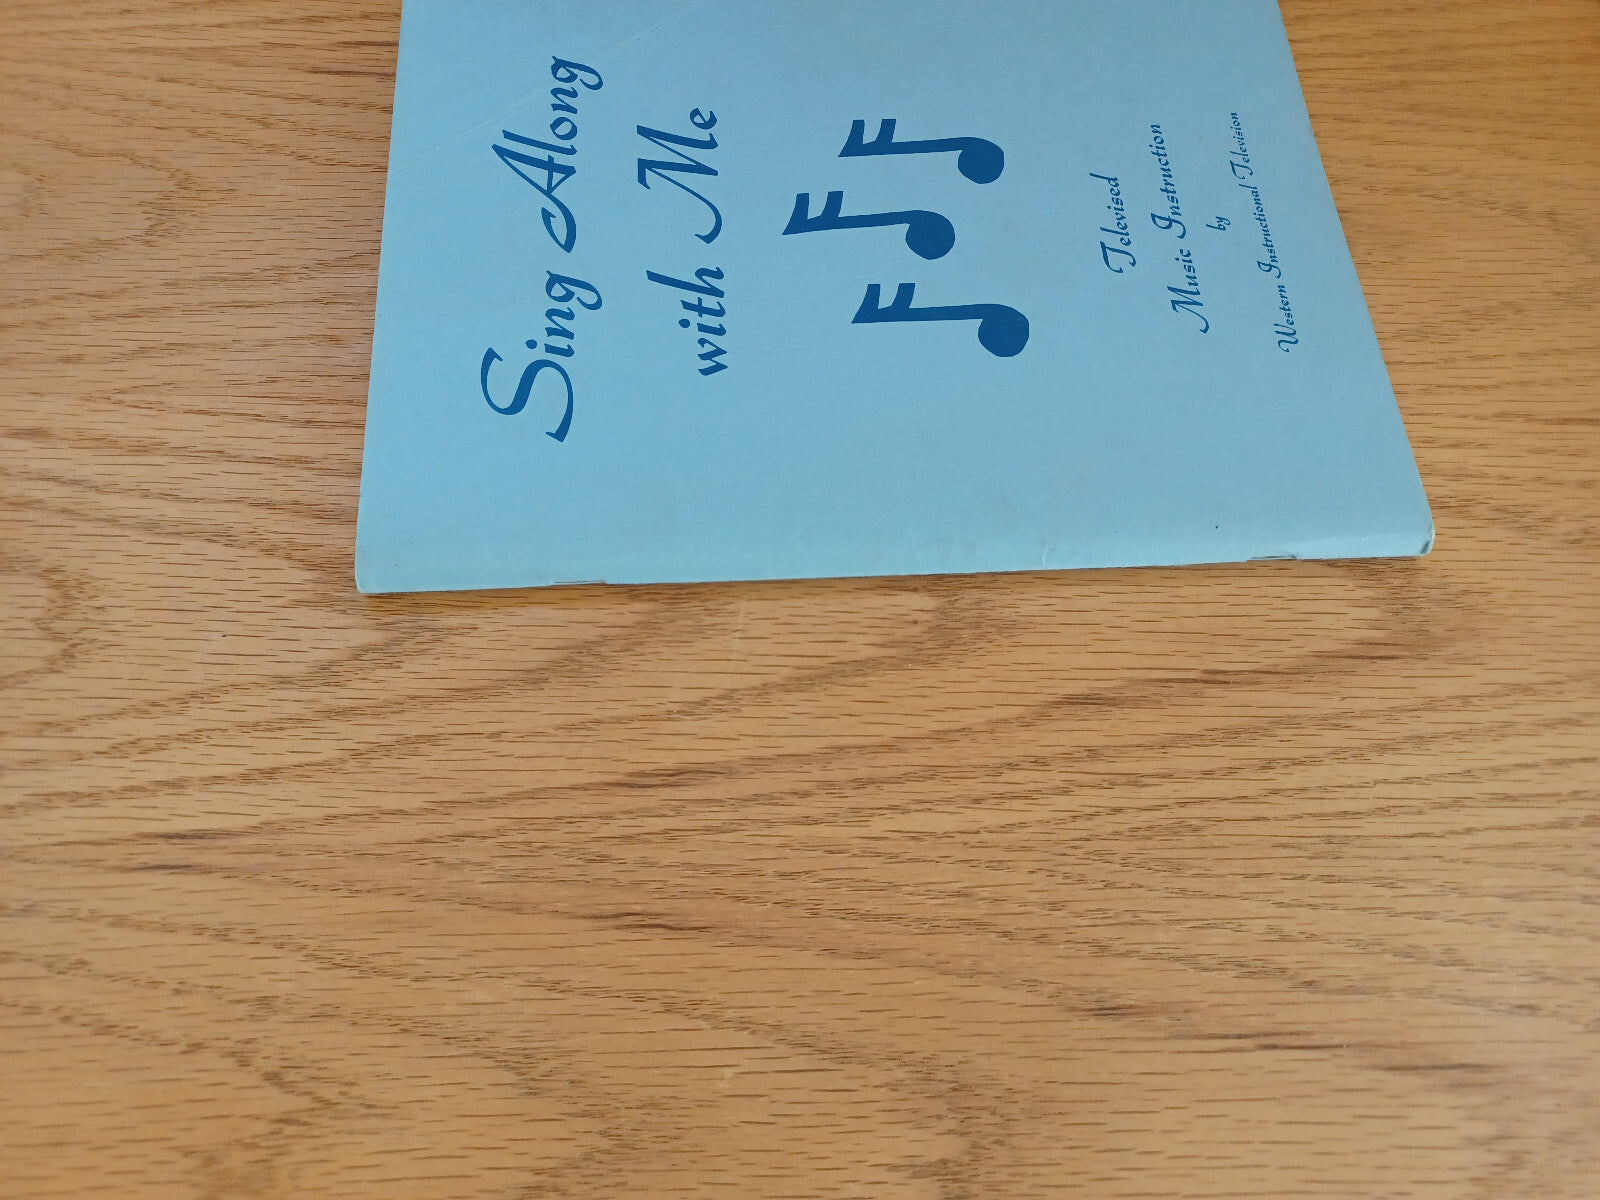 Sing Along
with Me
Televised
Music Instruction
by
Western Instructional Television